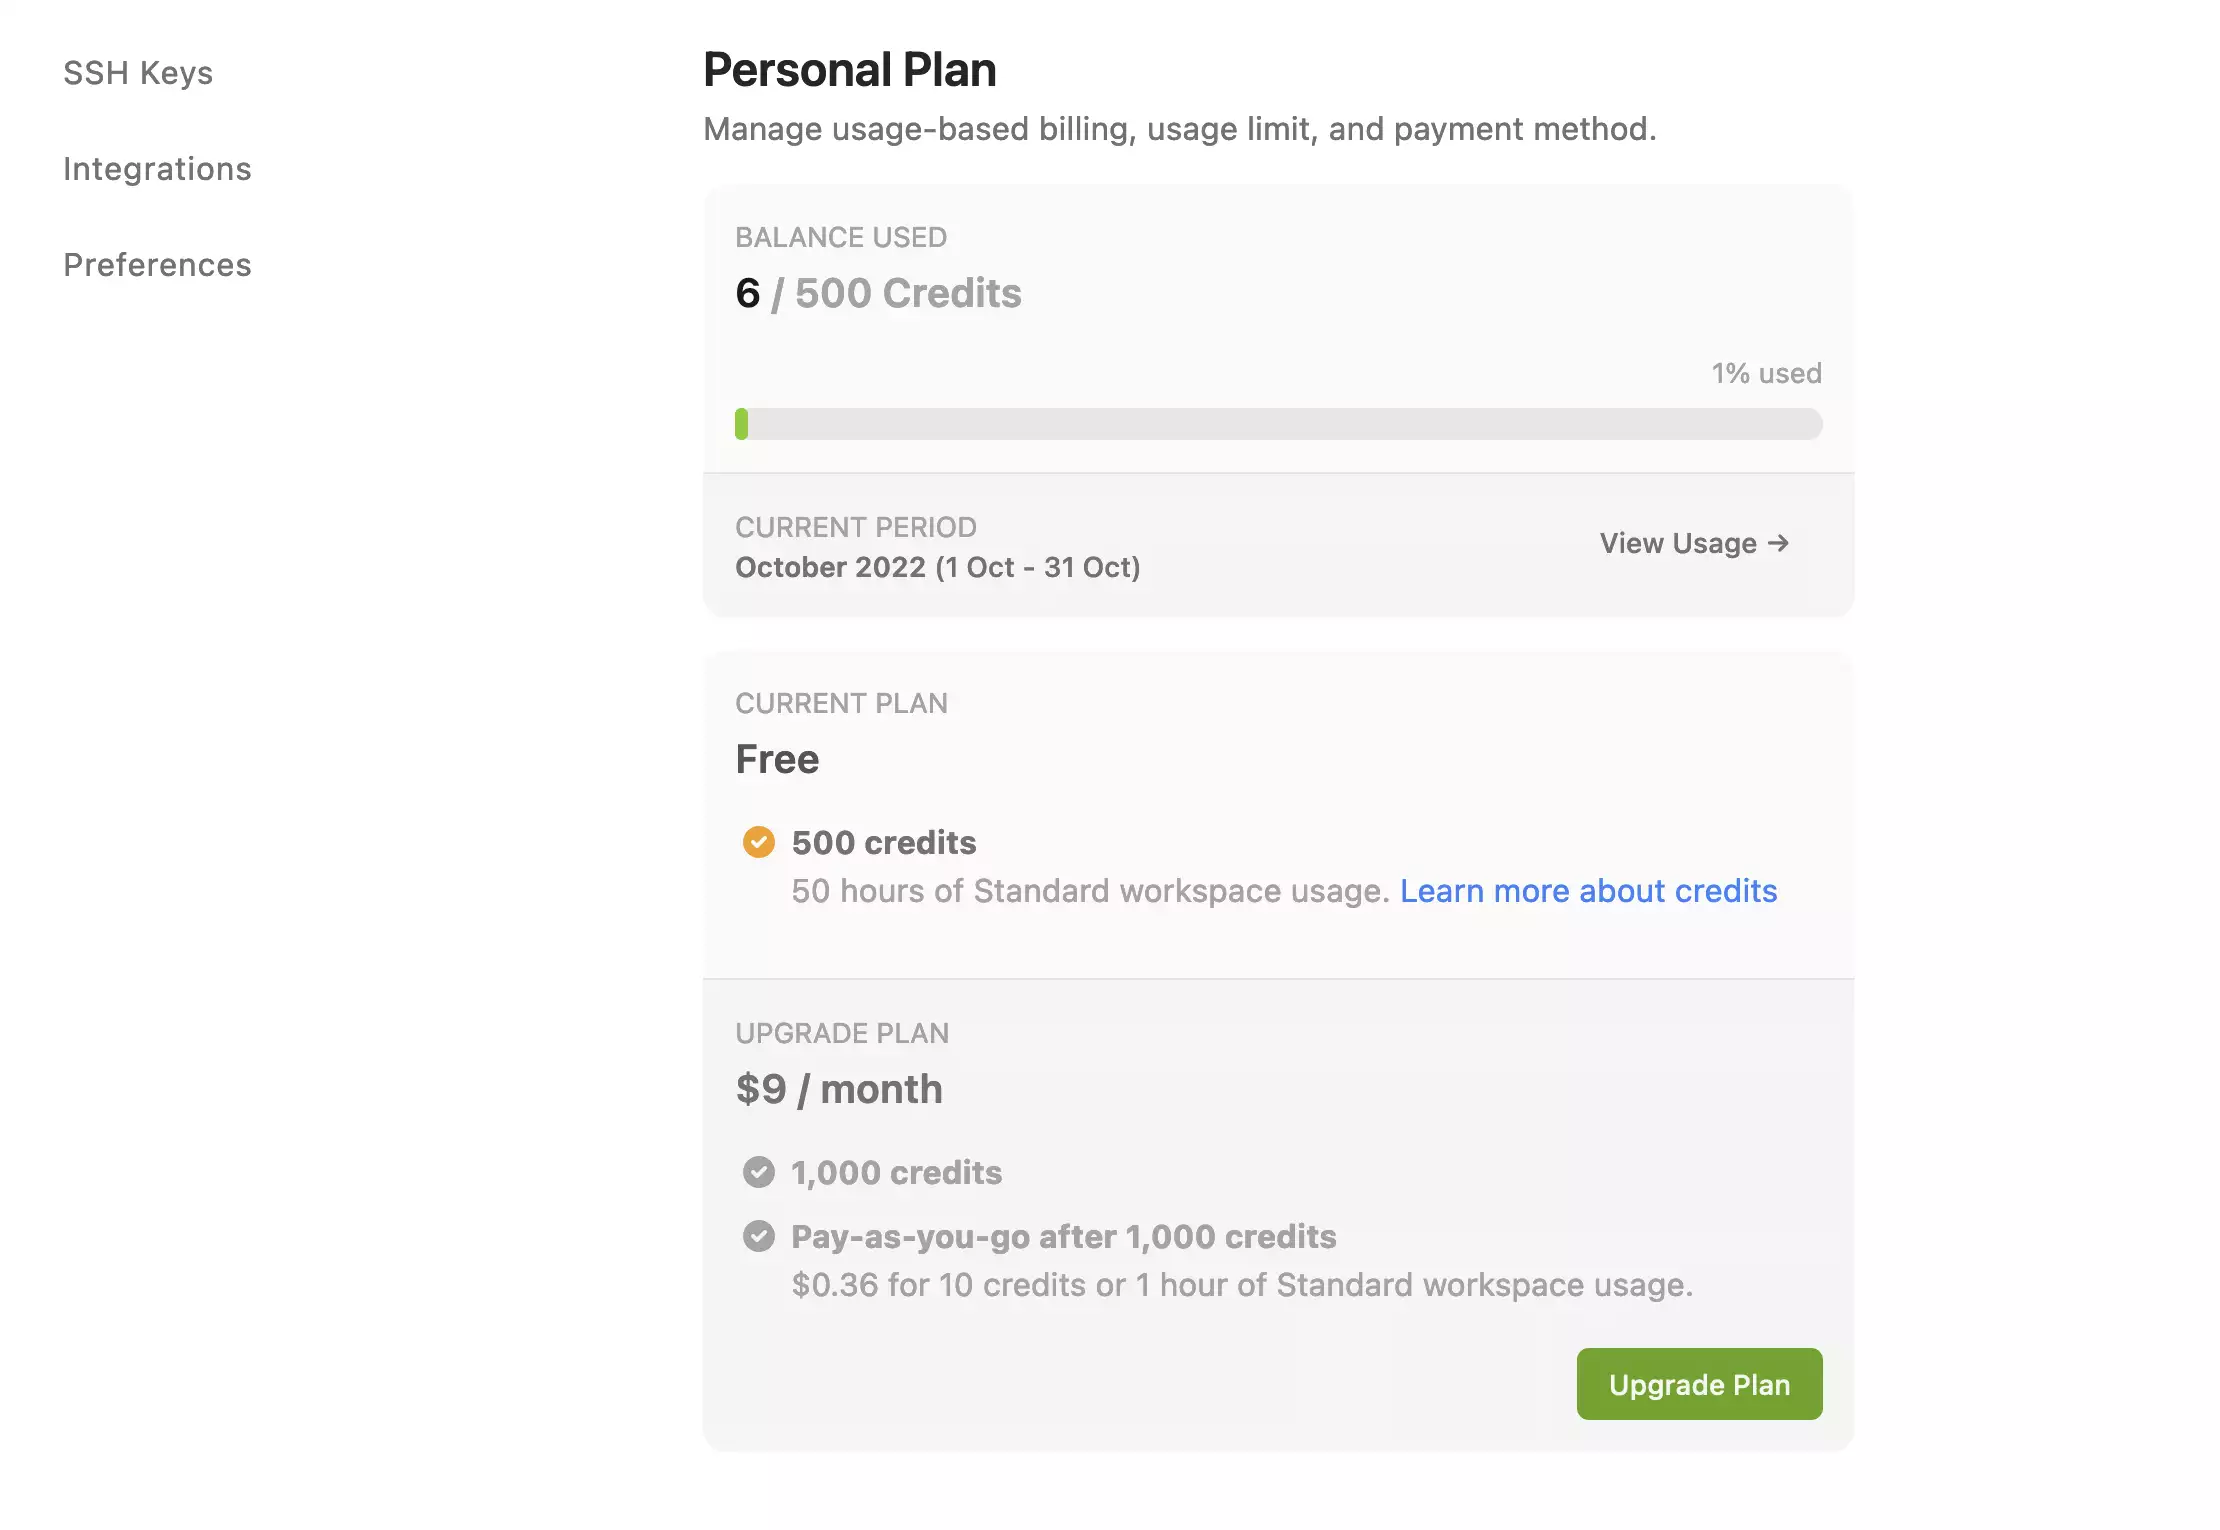 SSH Keys
Integrations
Preferences
Personal Plan
Manage usage-based billing, usage limit, and payment method.
BALANCE USED
6 / 500 Credits
1% used
CURRENT PERIOD
October 2022 (1 Oct - 31 Oct)
View Usage →
CURRENT PLAN
Free
500 credits
50 hours of Standard workspace usage. Learn more about credits
UPGRADE PLAN
$9 / month
1,000 credits
Pay-as-you-go after 1,000 credits
$0.36 for 10 credits or 1 hour of Standard workspace usage.
Upgrade Plan